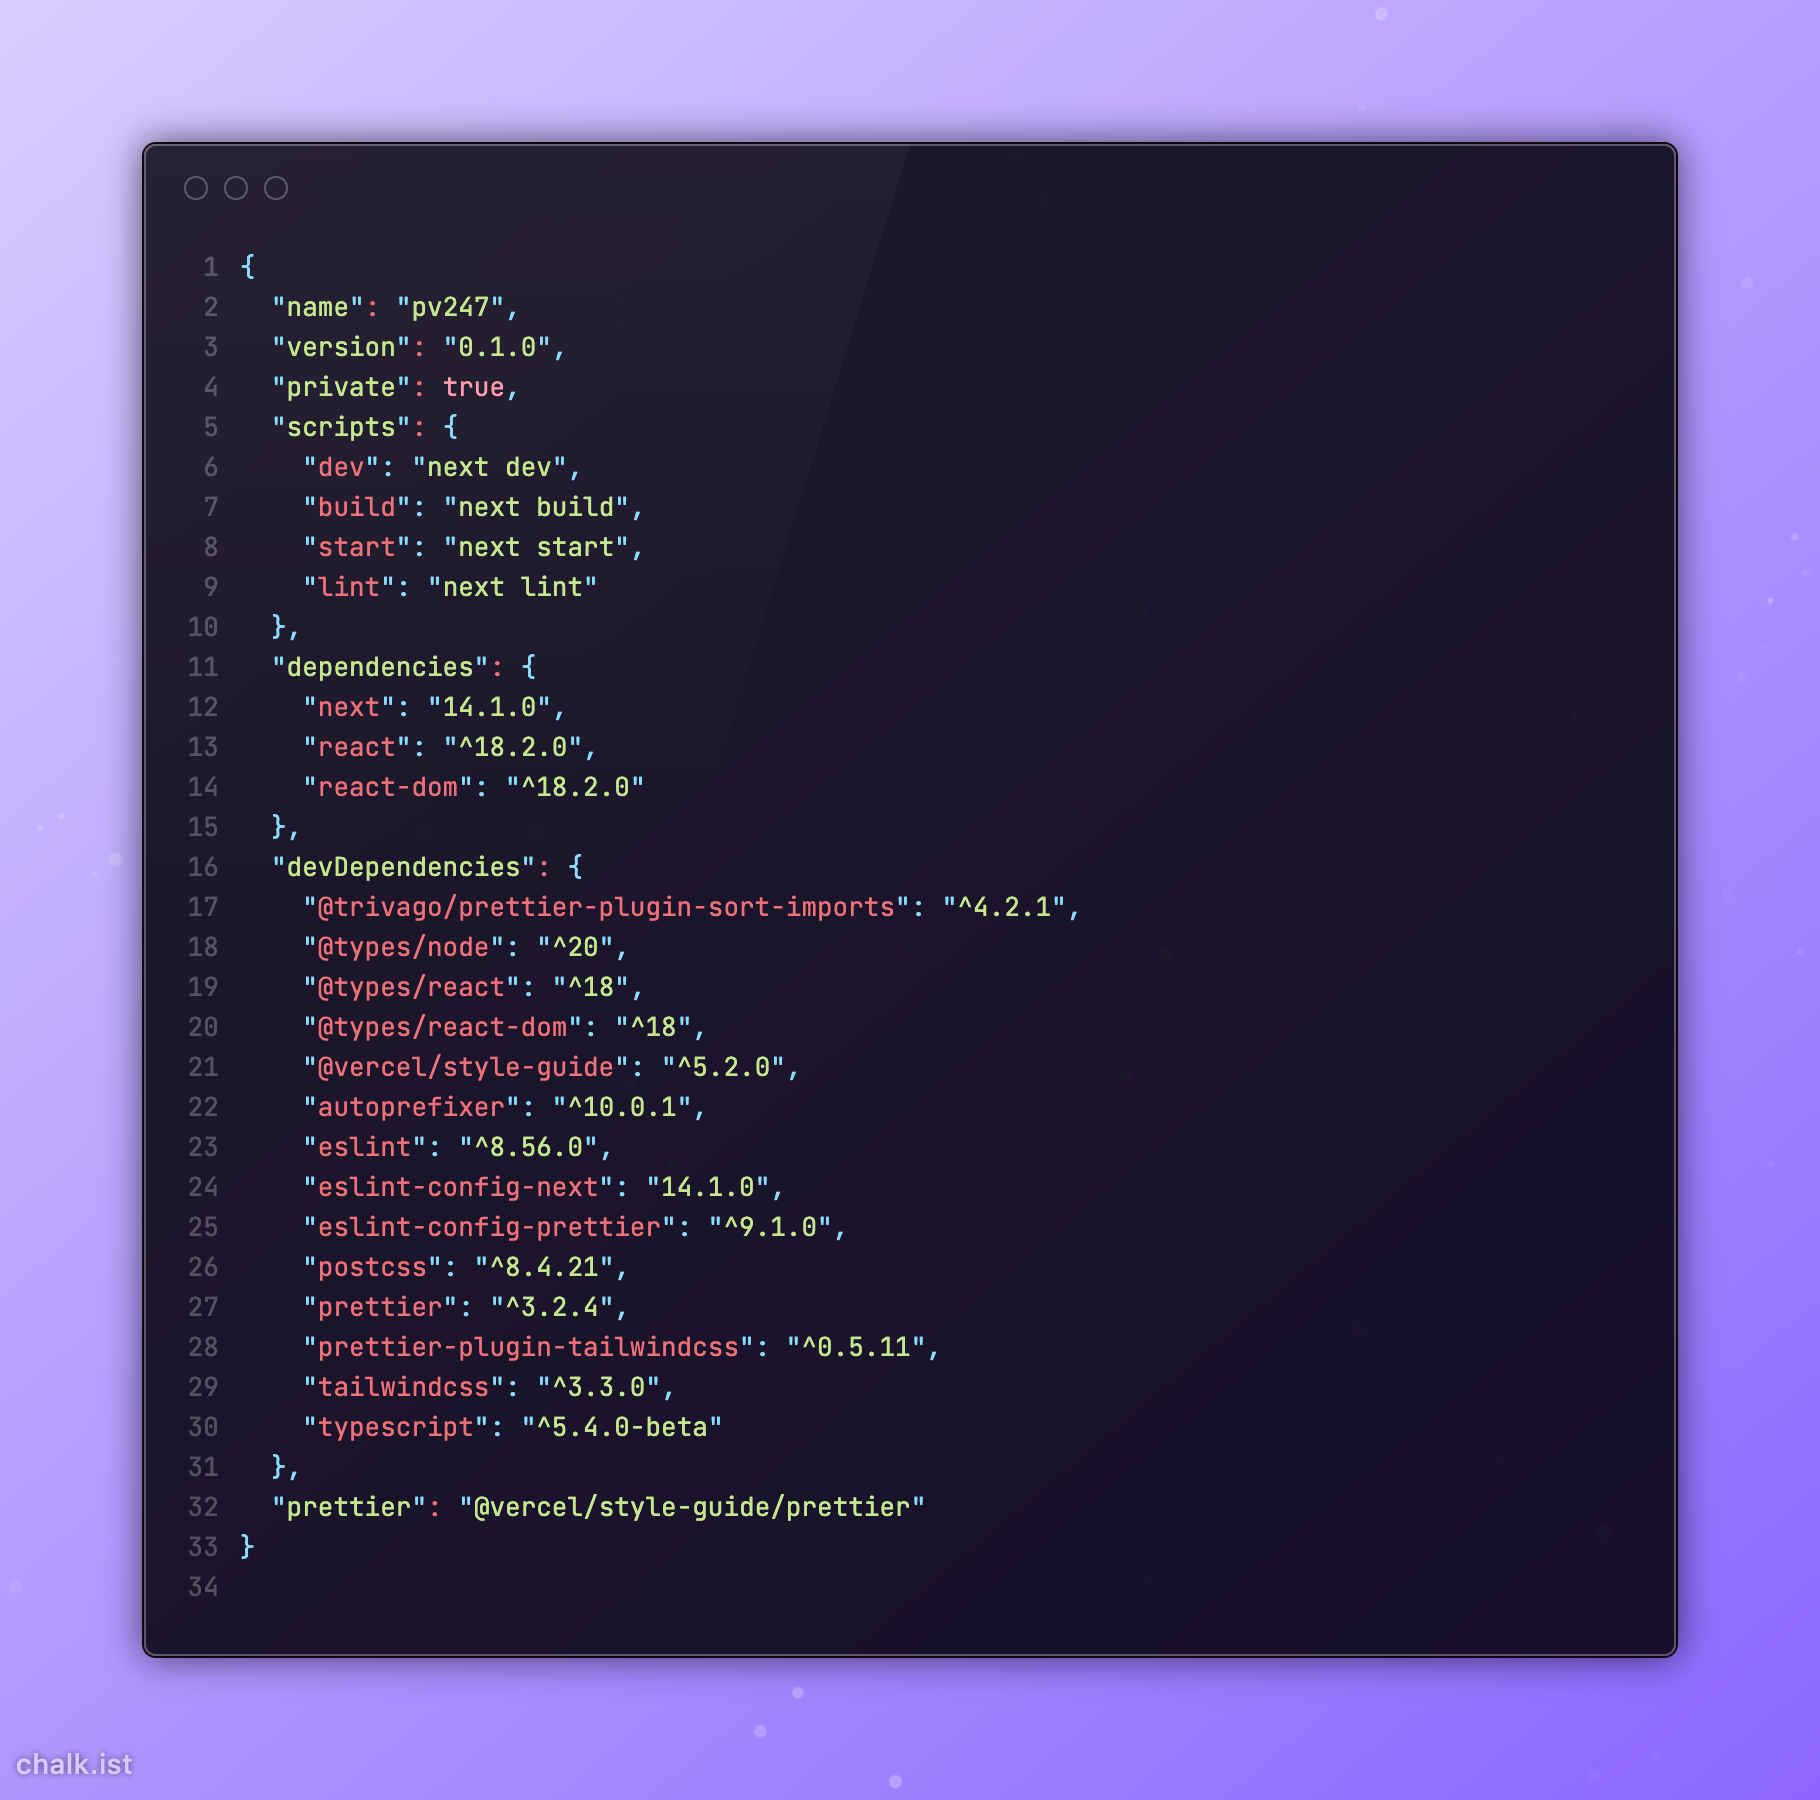 1 {
2   "name": "pv247",
3   "version": "0.1.0",
4   "private": true,
5   "scripts": {
6     "dev": "next dev",
7     "build": "next build",
8     "start": "next start",
9     "lint": "next lint"
10   },
11   "dependencies": {
12     "next": "14.1.0",
13     "react": "^18.2.0",
14     "react-dom": "^18.2.0"
15   },
16   "devDependencies": {
17     "@trivago/prettier-plugin-sort-imports": "^4.2.1",
18     "@types/node": "^20",
19     "@types/react": "^18",
20     "@types/react-dom": "^18",
21     "@vercel/style-guide": "^5.2.0",
22     "autoprefixer": "^10.0.1",
23     "eslint": "^8.56.0",
24     "eslint-config-next": "14.1.0",
25     "eslint-config-prettier": "^9.1.0",
26     "postcss": "^8.4.21",
27     "prettier": "^3.2.4",
28     "prettier-plugin-tailwindcss": "^0.5.11",
29     "tailwindcss": "^3.3.0",
30     "typescript": "^5.4.0-beta"
31   },
32   "prettier": "@vercel/style-guide/prettier"
33 }
34
chalk.ist